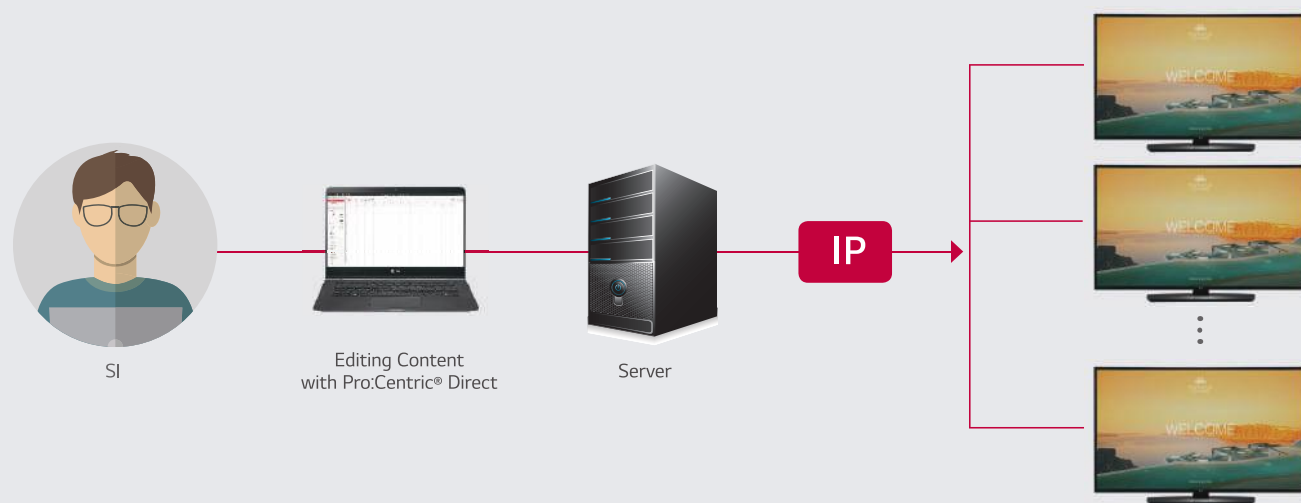 SI
Editing Content
with Pro:Centric® Direct
Server
IP
WELCOME
WELCOME
WELCOME